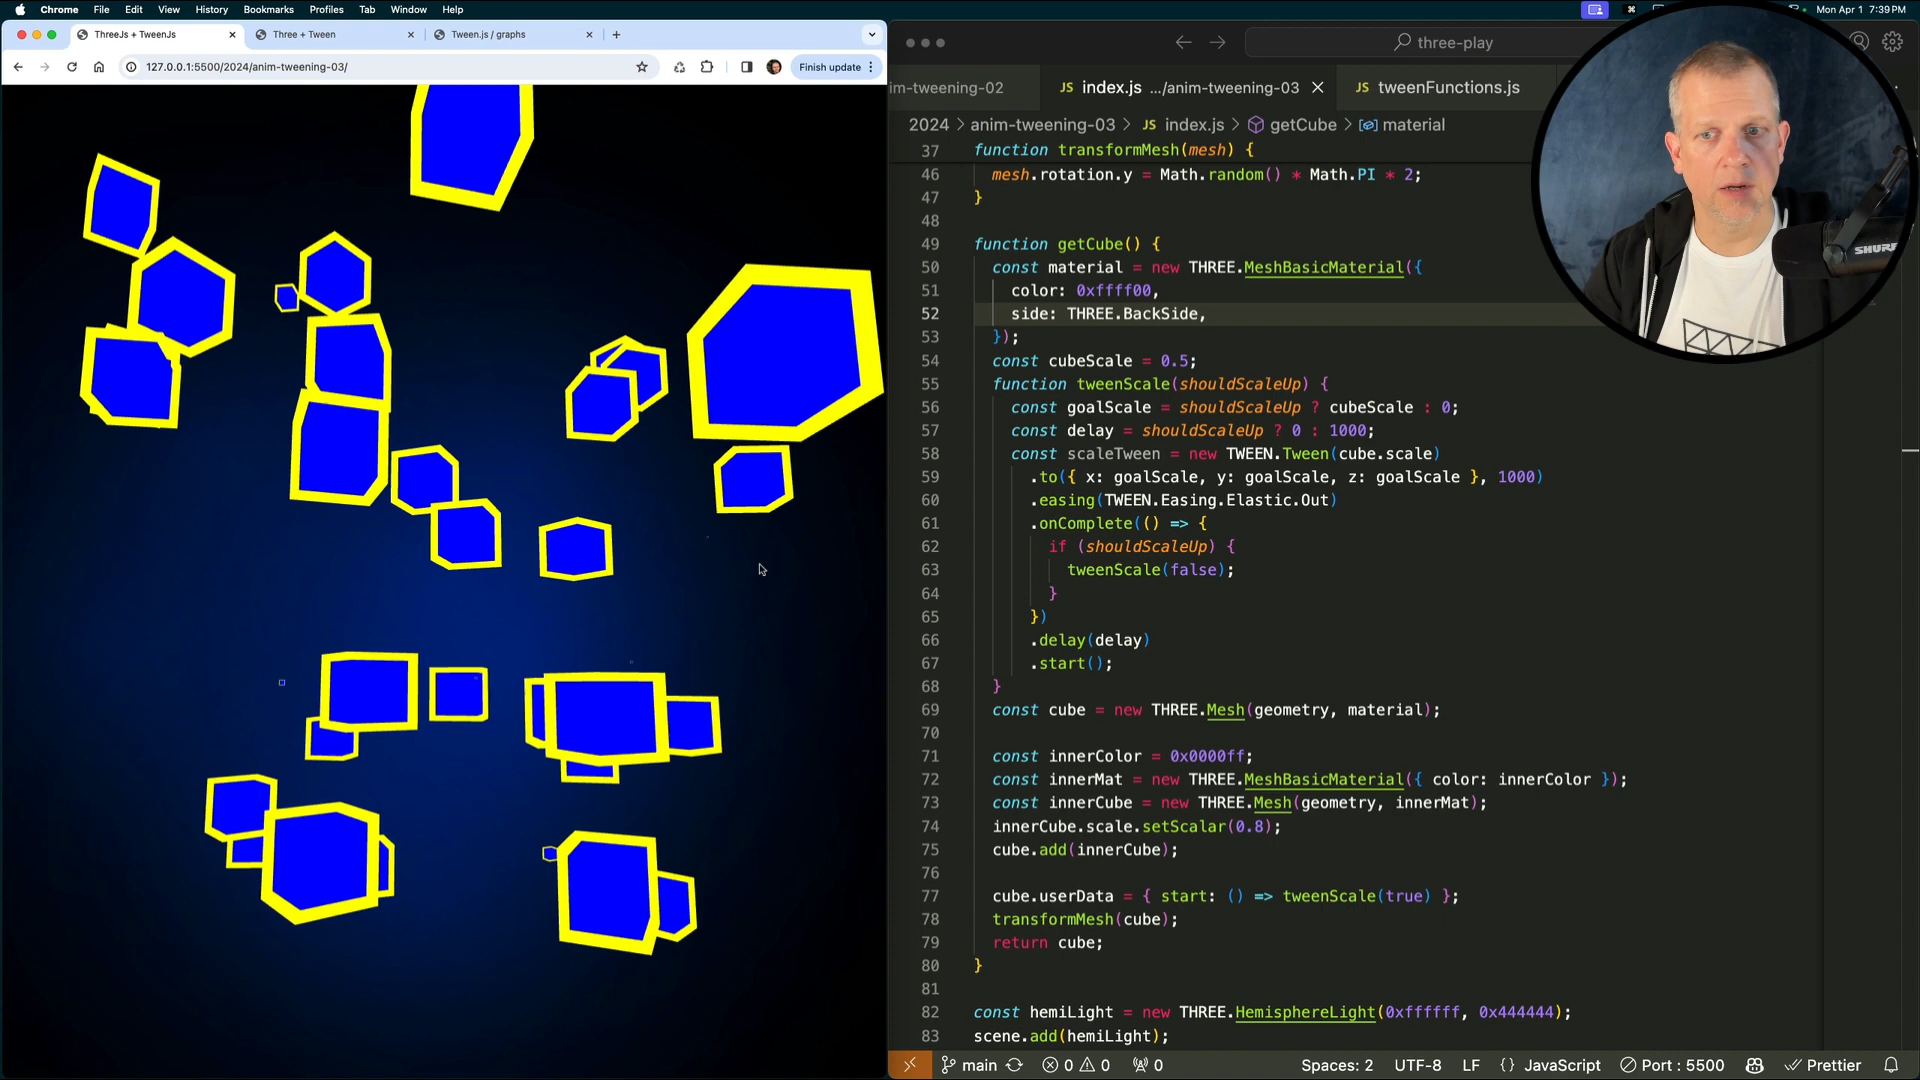 Chrome File Edit View History Bookmarks Profiles Tab Window Help
Mon Apr 1 7:39 PM
ThreeJs + TweenJs
Three + Tween
Tween.js / graphs
127.0.0.1:5500/2024/anim-tweening-03/
Finish update
three-play
im-tweening-02
JS index.js .../anim-tweening-03
JS tweenFunctions.js
2024 > anim-tweening-03 > JS index.js > getCube > material
37 function transformMesh(mesh) {
46 mesh.rotation.y = Math.random() * Math.PI * 2;
47 }
48
49 function getCube() {
50 const material = new THREE.MeshBasicMaterial({
51 color: 0xffff00,
52 side: THREE.BackSide,
53 });
54 const cubeScale = 0.5;
55 function tweenScale(shouldScaleUp) {
56 const goalScale = shouldScaleUp ? cubeScale : 0;
57 const delay = shouldScaleUp ? 0 : 1000;
58 const scaleTween = new TWEEN.Tween(cube.scale)
59 .to({ x: goalScale, y: goalScale, z: goalScale }, 1000)
60 .easing(TWEEN.Easing.Elastic.Out)
61 .onComplete(() => {
62 if (shouldScaleUp) {
63 tweenScale(false);
64 }
65 })
66 .delay(delay)
67 .start();
68 }
69 const cube = new THREE.Mesh(geometry, material);
70
71 const innerColor = 0x0000ff;
72 const innerMat = new THREE.MeshBasicMaterial({ color: innerColor });
73 const innerCube = new THREE.Mesh(geometry, innerMat);
74 innerCube.scale.setScalar(0.8);
75 cube.add(innerCube);
76
77 cube.userData = { start: () => tweenScale(true) };
78 transformMesh(cube);
79 return cube;
80 }
81
82 const hemiLight = new THREE.HemisphereLight(0xffffff, 0x444444);
83 scene.add(hemiLight);
SHURE
main 0 0 0 Spaces: 2 UTF-8 LF {} JavaScript Port : 5500 Prettier